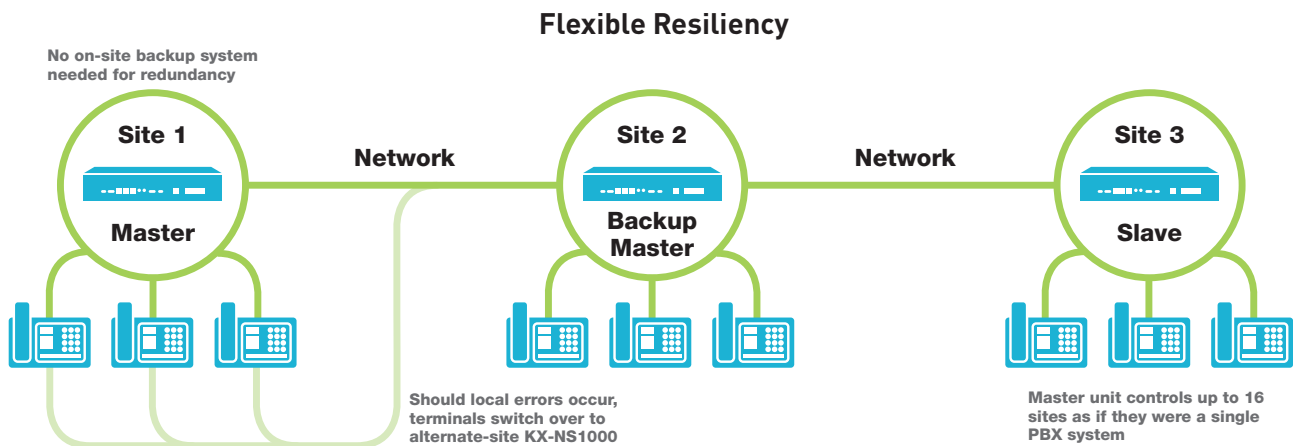 Flexible Resiliency
No on-site backup system
needed for redundancy
Site 1
Master
Network
Site 2
Backup
Master
Network
Site 3
Slave
Should local errors occur,
terminals switch over to
alternate-site KX-NS1000
Master unit controls up to 16
sites as if they were a single
PBX system